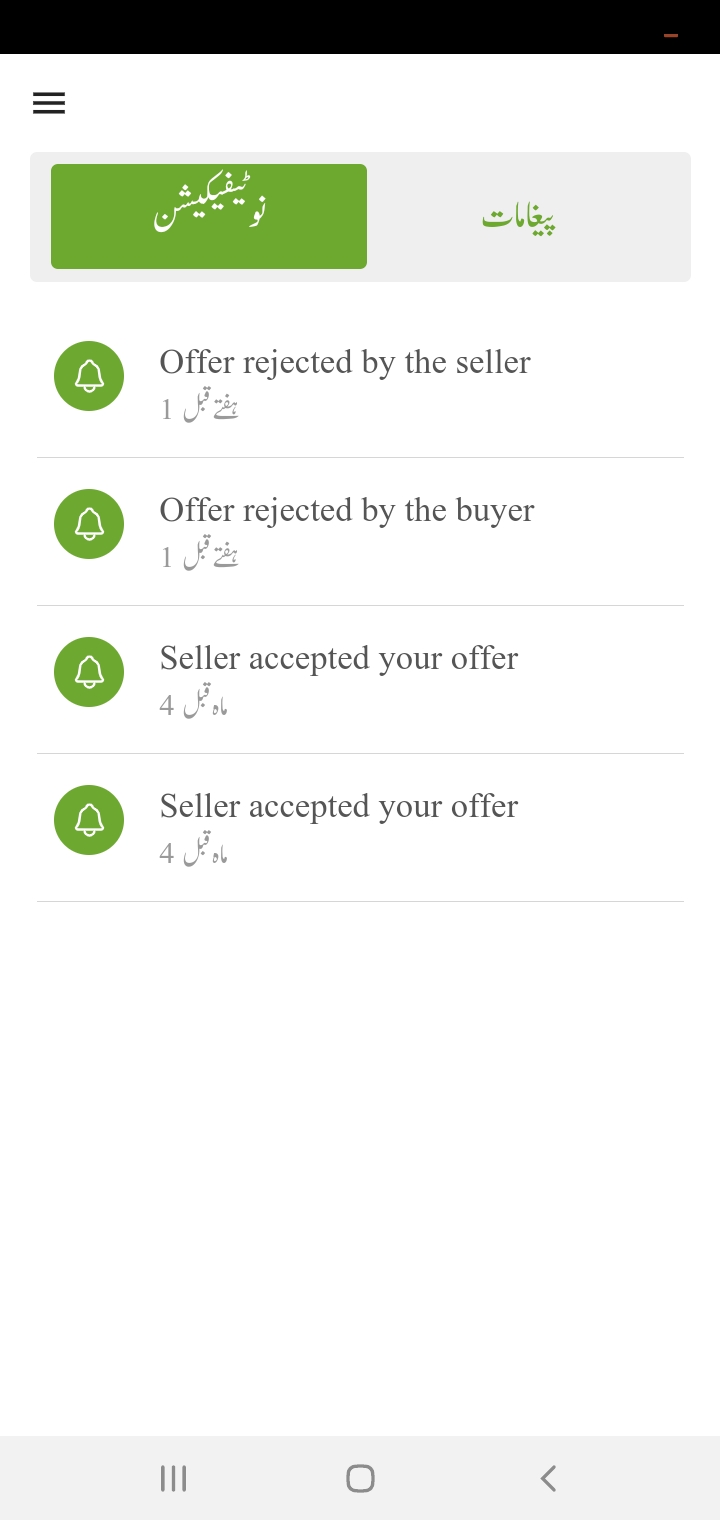 نوٹیفیکیشن
پیغامات
Offer rejected by the seller
1 ہفتے قبل
Offer rejected by the buyer
1 ہفتے قبل
Seller accepted your offer
4 ماہ قبل
Seller accepted your offer
4 ماہ قبل